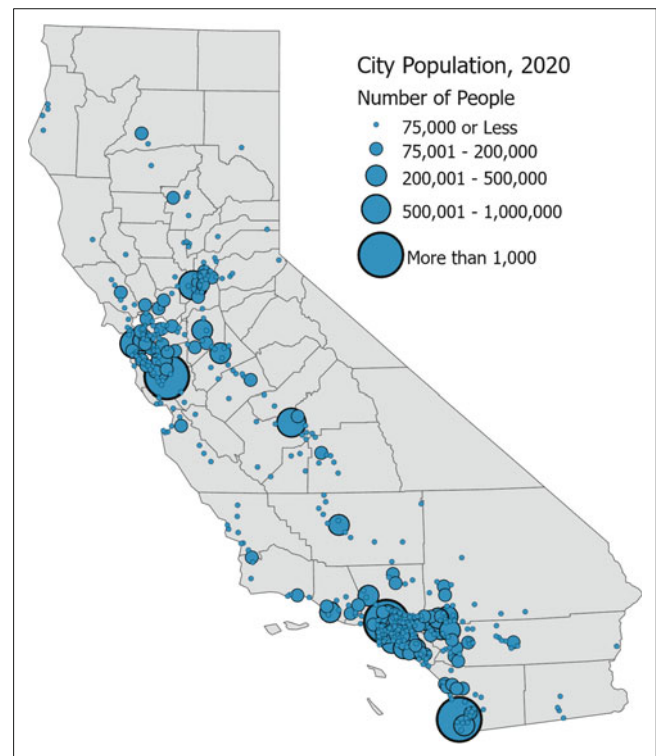 City Population, 2020
Number of People
75,000 or Less
75,001 - 200,000
200,001 - 500,000
500,001 - 1,000,000
More than 1,000